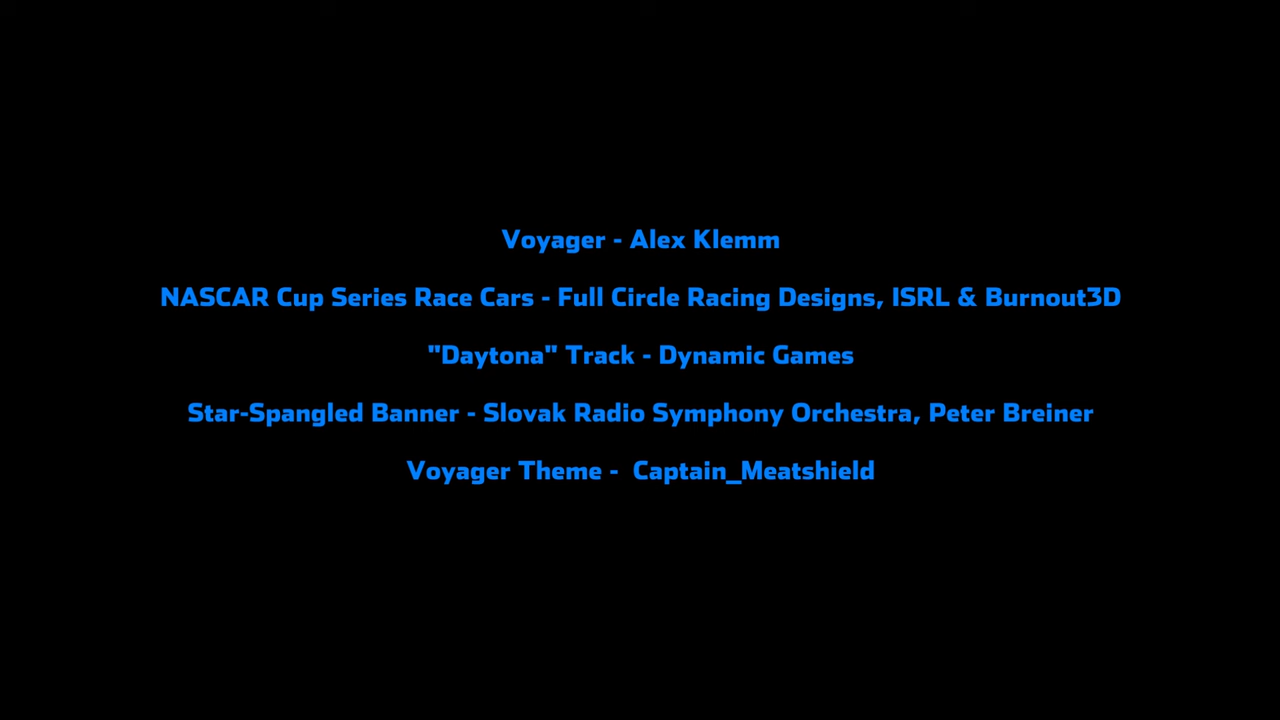 Voyager - Alex Klemm
NASCAR Cup Series Race Cars - Full Circle Racing Designs, ISRL & Burnout3D
"Daytona" Track - Dynamic Games
Star-Spangled Banner - Slovak Radio Symphony Orchestra, Peter Breiner
Voyager Theme -  Captain_Meatshield